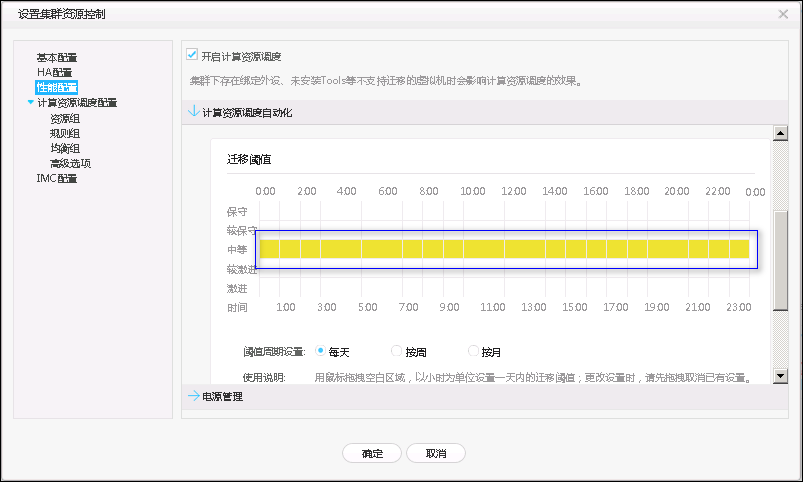 设置集群资源控制
基本配置
HA配置
性能配置
计算资源调度配置
资源组
规则组
均衡组
高级选项
IMC配置
开启计算资源调度
集群下存在绑定外设、未安装Tools等不支持迁移的虚拟机时会影响计算资源调度的效果。
计算资源调度自动化
迁移阈值
0:00 2:00 4:00 6:00 8:00 10:00 12:00 14:00 16:00 18:00 20:00 22:00 0:00
保守
较保守
中等
较激进
激进
时间 1:00 3:00 5:00 7:00 9:00 11:00 13:00 15:00 17:00 19:00 21:00 23:00
阈值周期设置: 每天 按周 按月
使用说明: 用鼠标拖拽空白区域，以小时为单位设置一天内的迁移阈值；更改设置时，请先拖拽取消已有设置。
电源管理
确定 取消